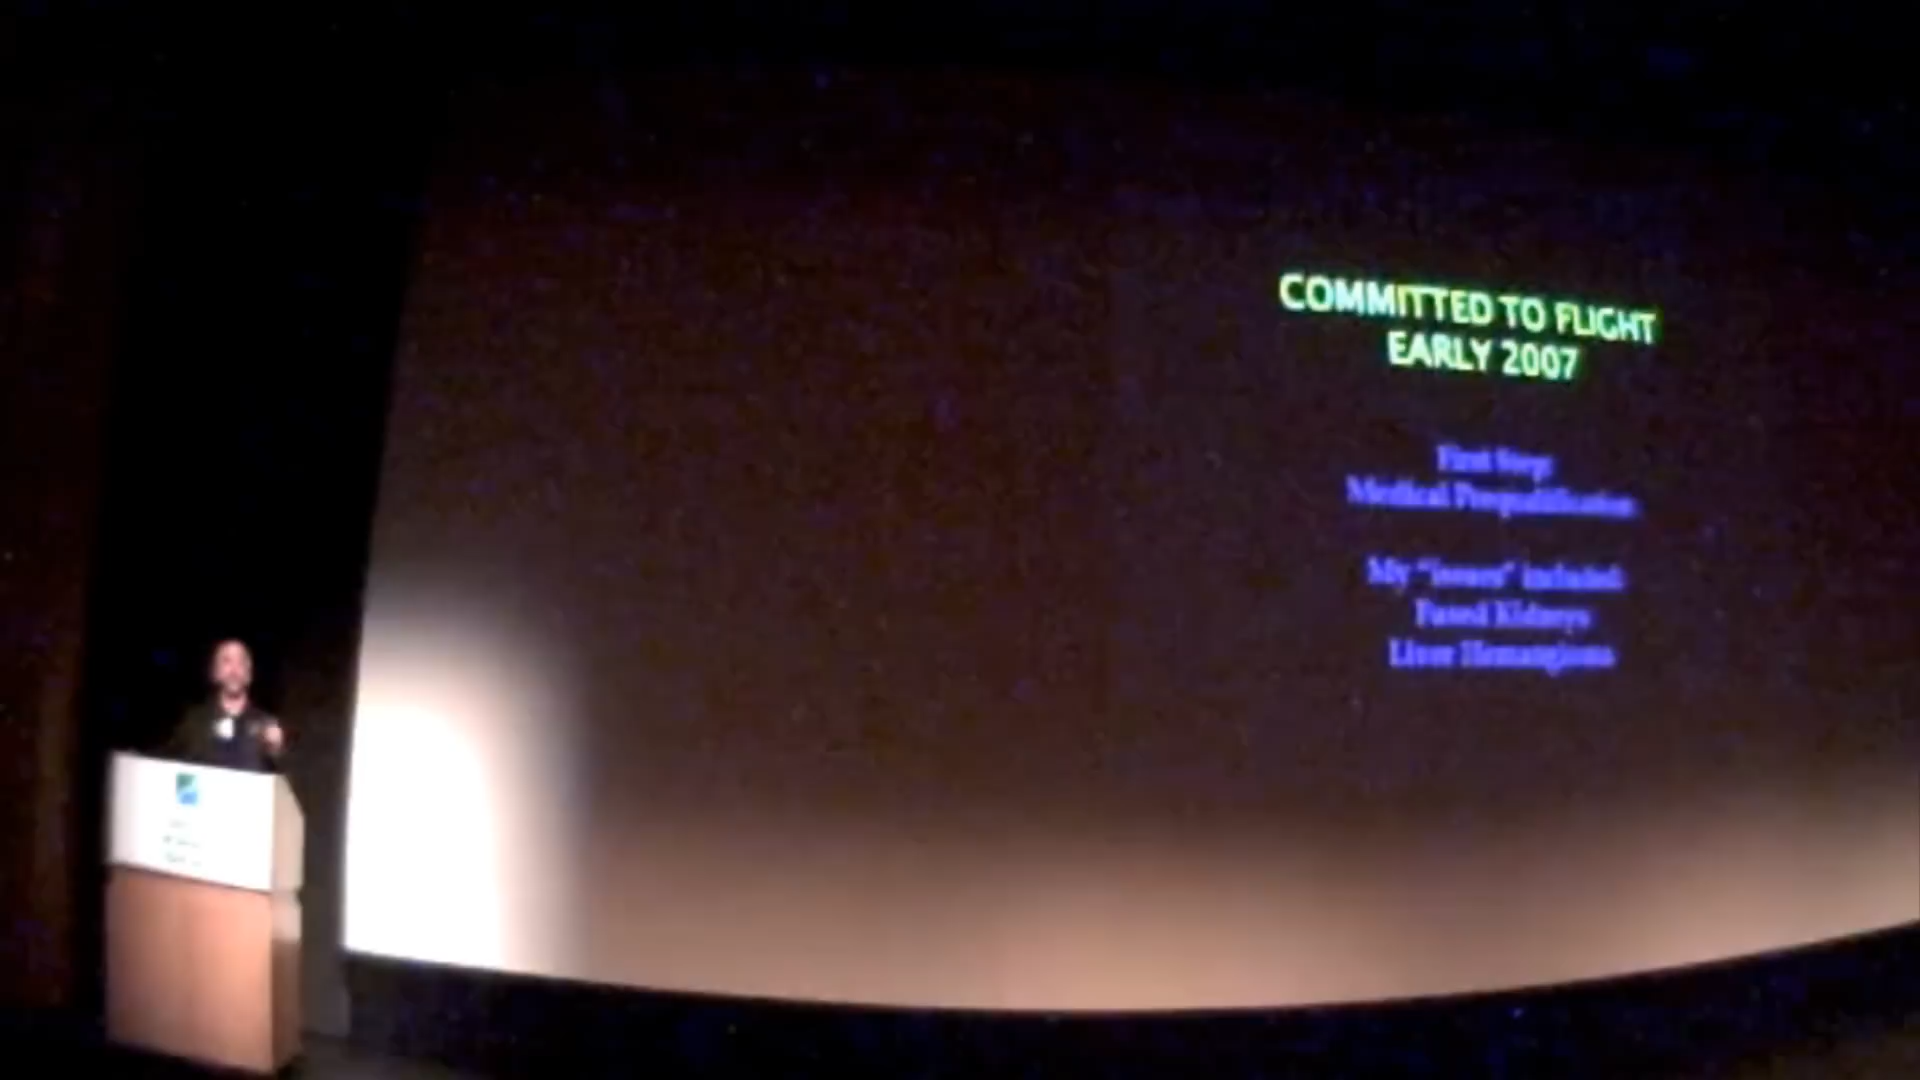 COMMITTED TO FLIGHT
EARLY 2007
First Step:
Medical Prequalification
My "issues" included:
Fused Kidneys
Liver Hemangioma